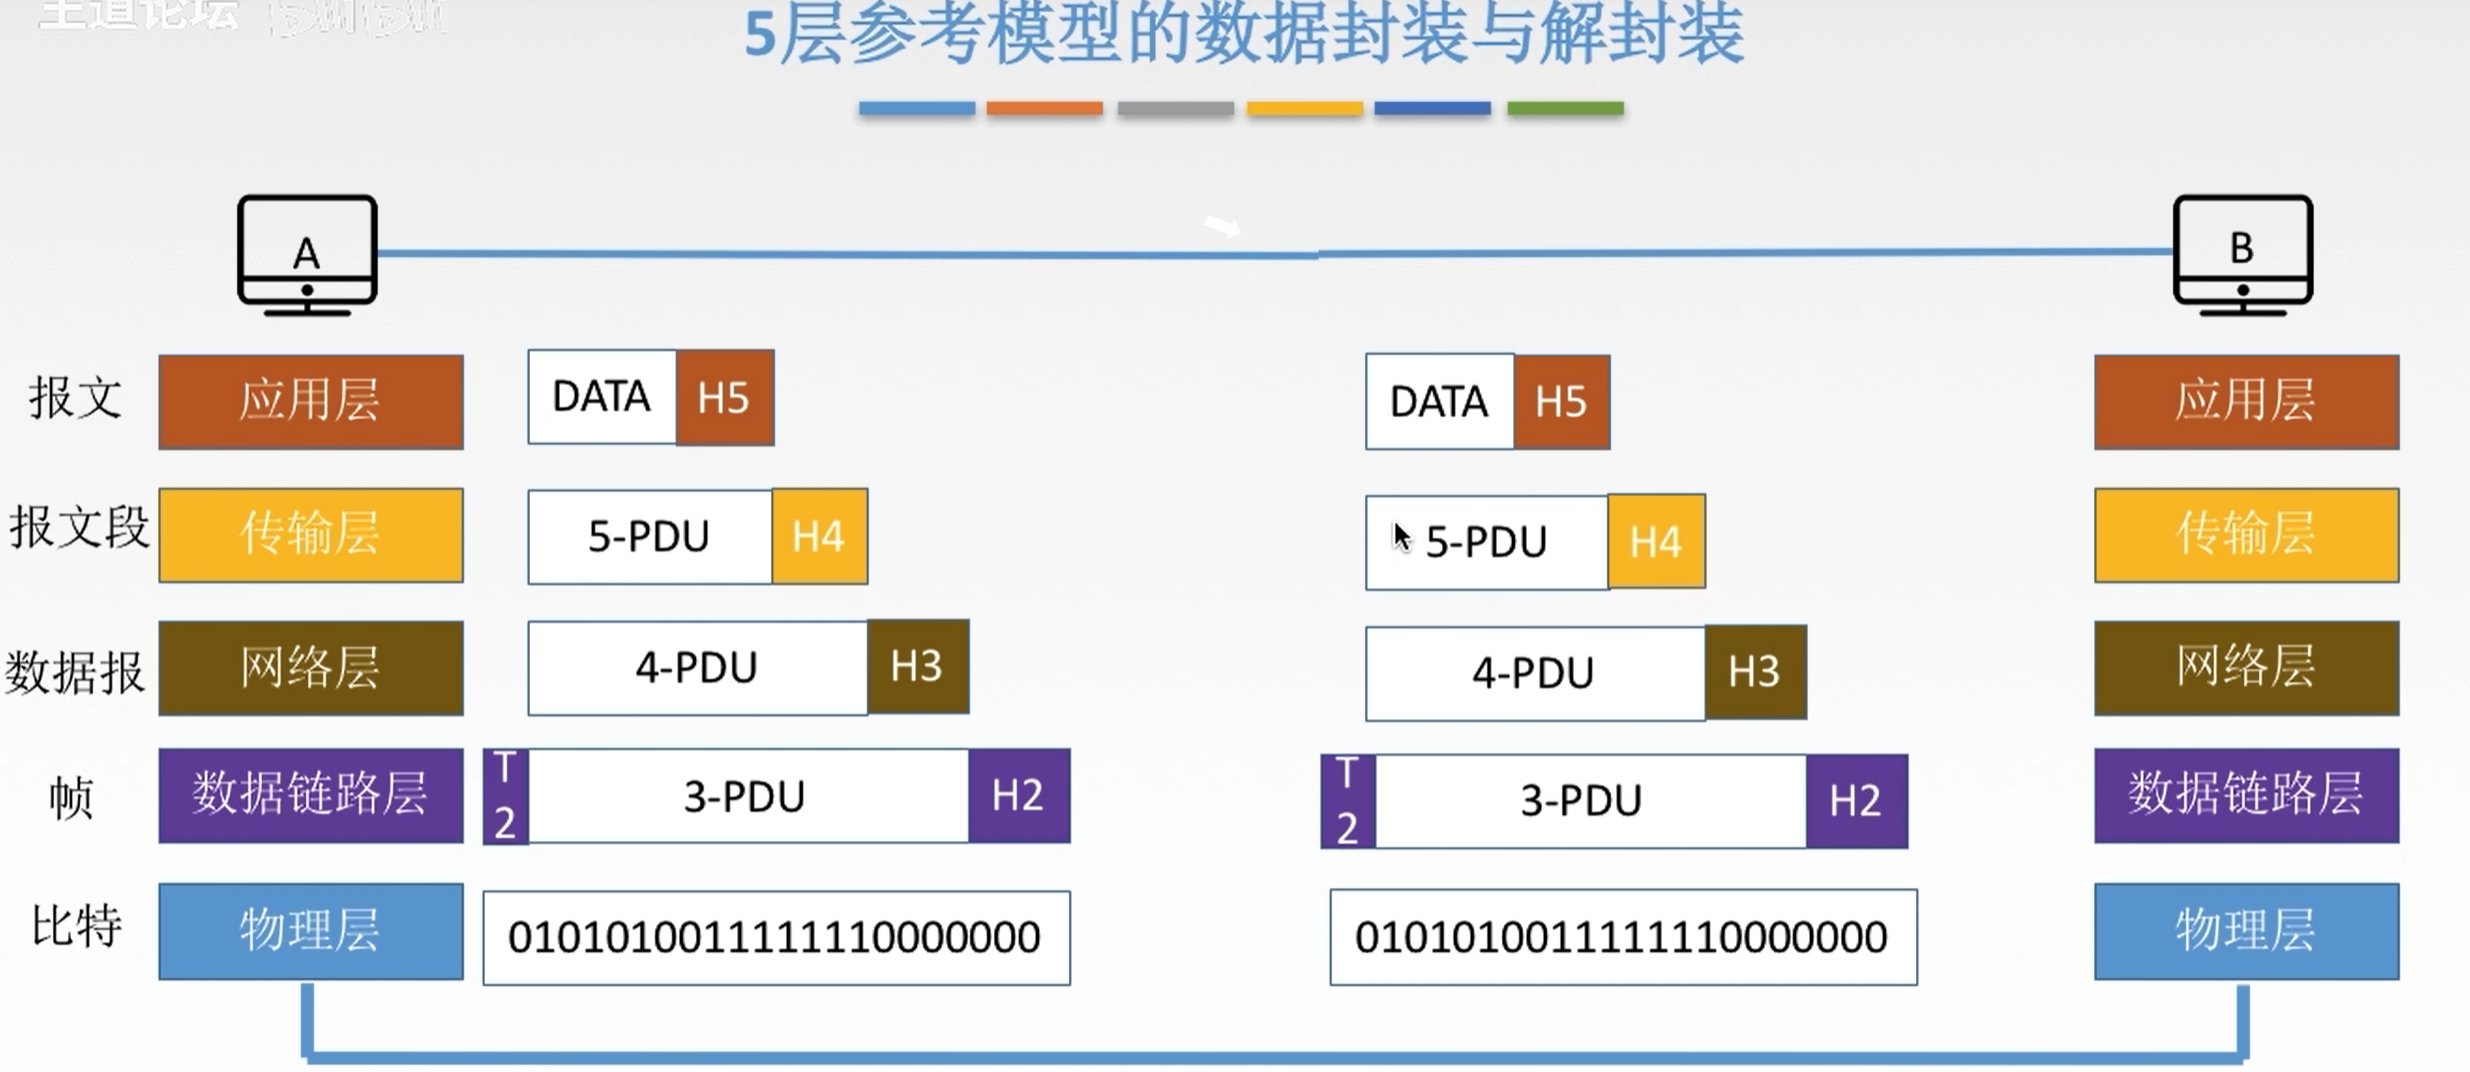 王道论坛 bilibili
5层参考模型的数据封装与解封装
A
B
报文 应用层 DATA H5 DATA H5 应用层
报文段 传输层 5-PDU H4 5-PDU H4 传输层
数据报 网络层 4-PDU H3 4-PDU H3 网络层
帧 数据链路层 T2 3-PDU H2 T2 3-PDU H2 数据链路层
比特 物理层 0101010011111110000000 0101010011111110000000 物理层